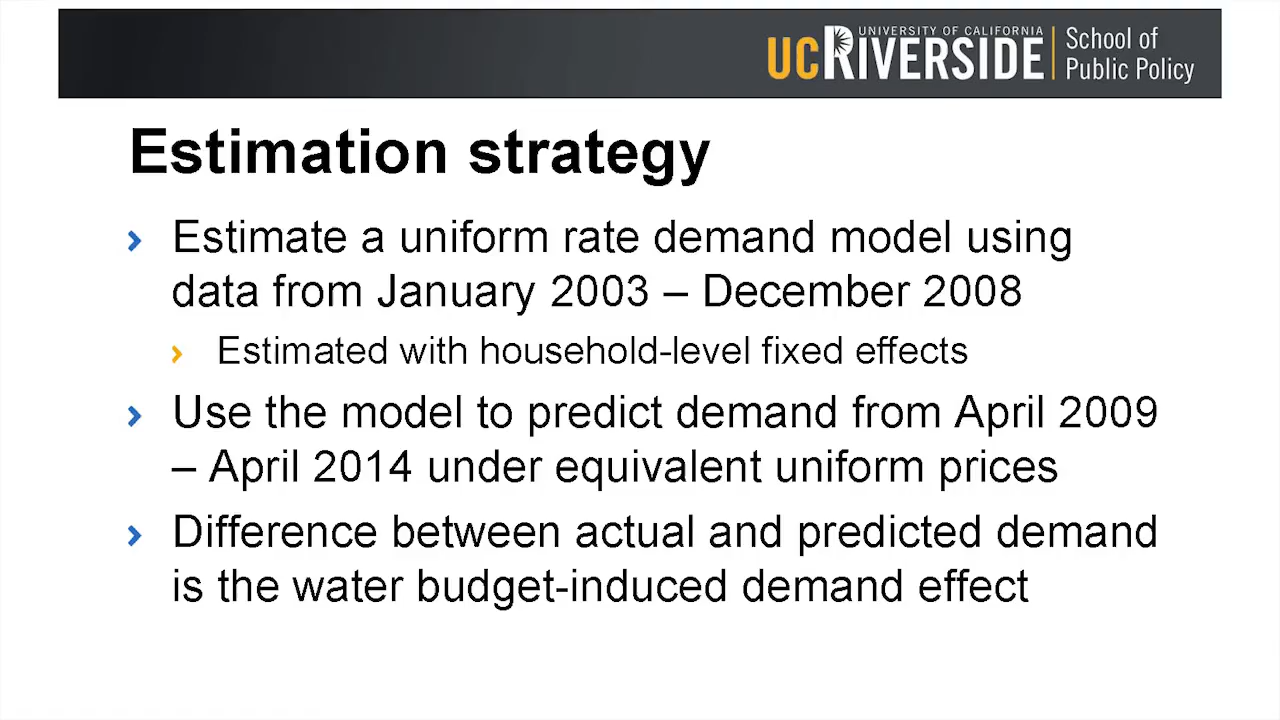 UNIVERSITY OF CALIFORNIA
UCRIVERSIDE
School of
Public Policy
Estimation strategy
› Estimate a uniform rate demand model using
data from January 2003 – December 2008
› Estimated with household-level fixed effects
› Use the model to predict demand from April 2009
– April 2014 under equivalent uniform prices
› Difference between actual and predicted demand
is the water budget-induced demand effect